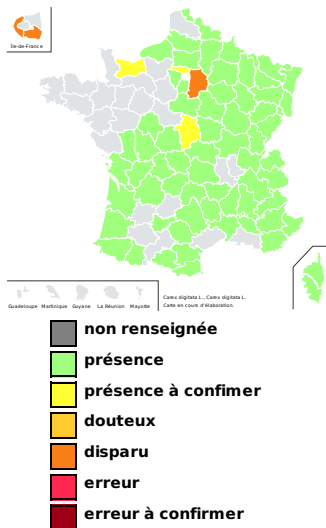 Île-de-France
Guadeloupe Martinique Guyane La Réunion Mayotte
Carex digitata L., Carex digitata L.
Carte en cours d'élaboration.
non renseignée
présence
présence à confimer
douteux
disparu
erreur
erreur à confirmer